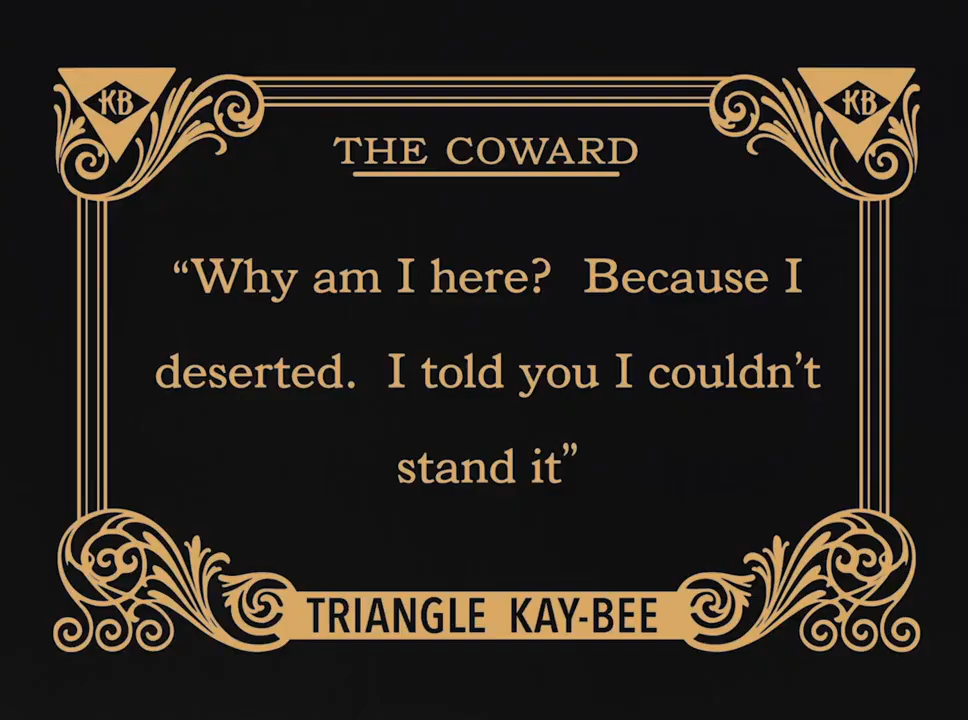 KB KB
THE COWARD
“Why am I here?  Because I
deserted.  I told you I couldn’t
stand it”
TRIANGLE KAY-BEE